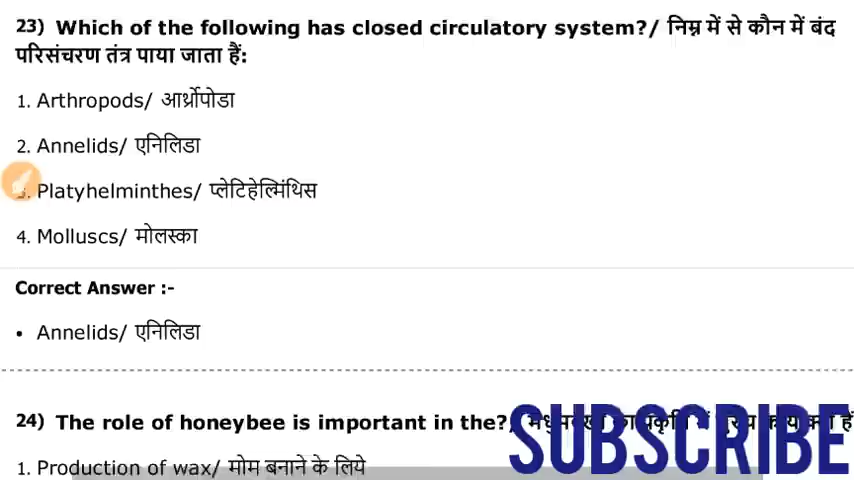 23) Which of the following has closed circulatory system?/ निम्न में से कौन में बंद
परिसंचरण तंत्र पाया जाता हैं:
1. Arthropods/ आर्थ्रोपोडा
2. Annelids/ एनिलिडा
3. Platyhelminthes/ प्लेटिहेल्मिंथिस
4. Molluscs/ मोलस्का
Correct Answer :-
• Annelids/ एनिलिडा
24) The role of honeybee is important in the?/
SUBSCRIBE
1. Production of wax/ मोम बनाने के लिये